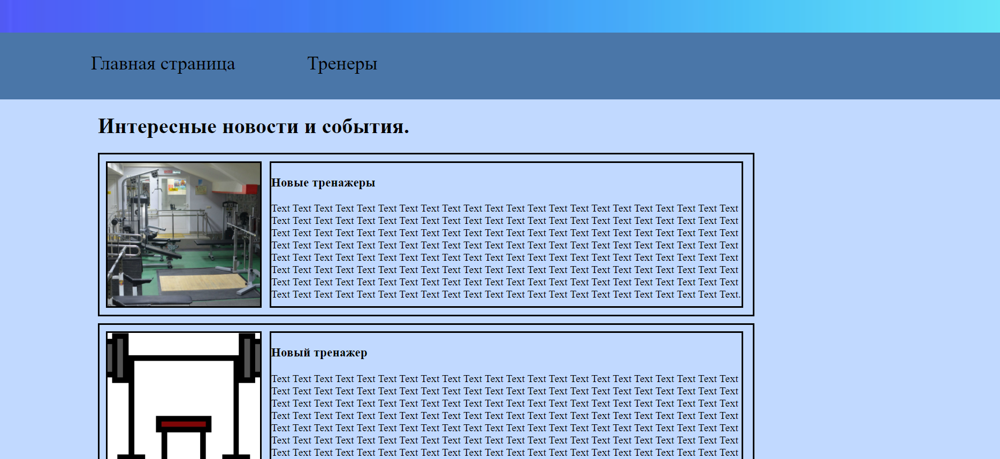 Главная страница Тренеры
Интересные новости и события.
Новые тренажеры
Text Text Text Text Text Text Text Text Text Text Text Text Text Text Text Text Text Text Text Text Text Text
Text Text Text Text Text Text Text Text Text Text Text Text Text Text Text Text Text Text Text Text Text Text
Text Text Text Text Text Text Text Text Text Text Text Text Text Text Text Text Text Text Text Text Text Text
Text Text Text Text Text Text Text Text Text Text Text Text Text Text Text Text Text Text Text Text Text Text
Text Text Text Text Text Text Text Text Text Text Text Text Text Text Text Text Text Text Text Text Text Text
Text Text Text Text Text Text Text Text Text Text Text Text Text Text Text Text Text Text Text Text Text Text
Text Text Text Text Text Text Text Text Text Text Text Text Text Text Text Text Text Text Text Text Text Text
Text Text Text Text Text Text Text Text Text Text Text Text Text Text Text Text Text Text Text Text Text Text.
Новый тренажер
Text Text Text Text Text Text Text Text Text Text Text Text Text Text Text Text Text Text Text Text Text Text
Text Text Text Text Text Text Text Text Text Text Text Text Text Text Text Text Text Text Text Text Text Text
Text Text Text Text Text Text Text Text Text Text Text Text Text Text Text Text Text Text Text Text Text Text
Text Text Text Text Text Text Text Text Text Text Text Text Text Text Text Text Text Text Text Text Text Text
Text Text Text Text Text Text Text Text Text Text Text Text Text Text Text Text Text Text Text Text Text Text
Text Text Text Text Text Text Text Text Text Text Text Text Text Text Text Text Text Text Text Text Text Text
Text Text Text Text Text Text Text Text Text Text Text Text Text Text Text Text Text Text Text Text Text Text